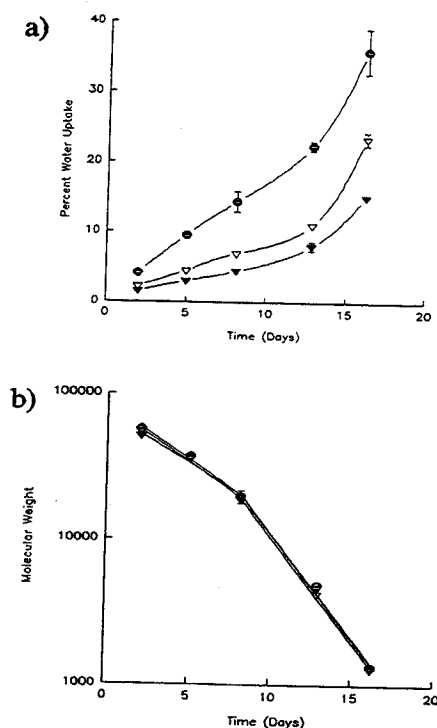 a)
40
30
20
10
0
Percent Water Uptake
0 5 10 15 20
Time (Days)
b)
100000
10000
1000
Molecular Weight
0 5 10 15 20
Time (Days)